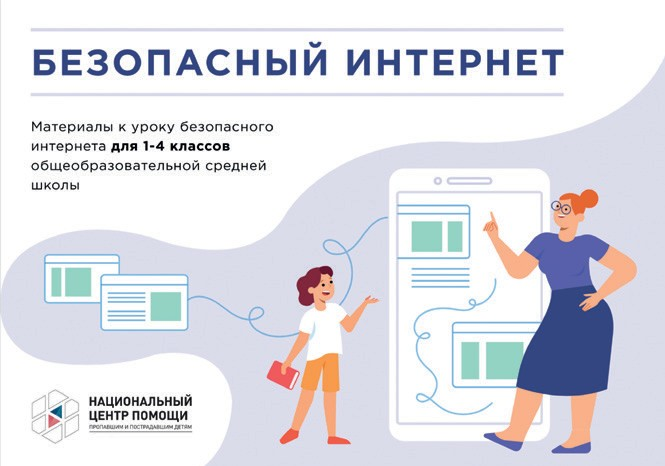 БЕЗОПАСНЫЙ ИНТЕРНЕТ
Материалы к уроку безопасного
интернета для 1-4 классов
общеобразовательной средней
школы
НАЦИОНАЛЬНЫЙ
ЦЕНТР ПОМОЩИ
ПРОПАВШИМ И ПОСТРАДАВШИМ ДЕТЯМ